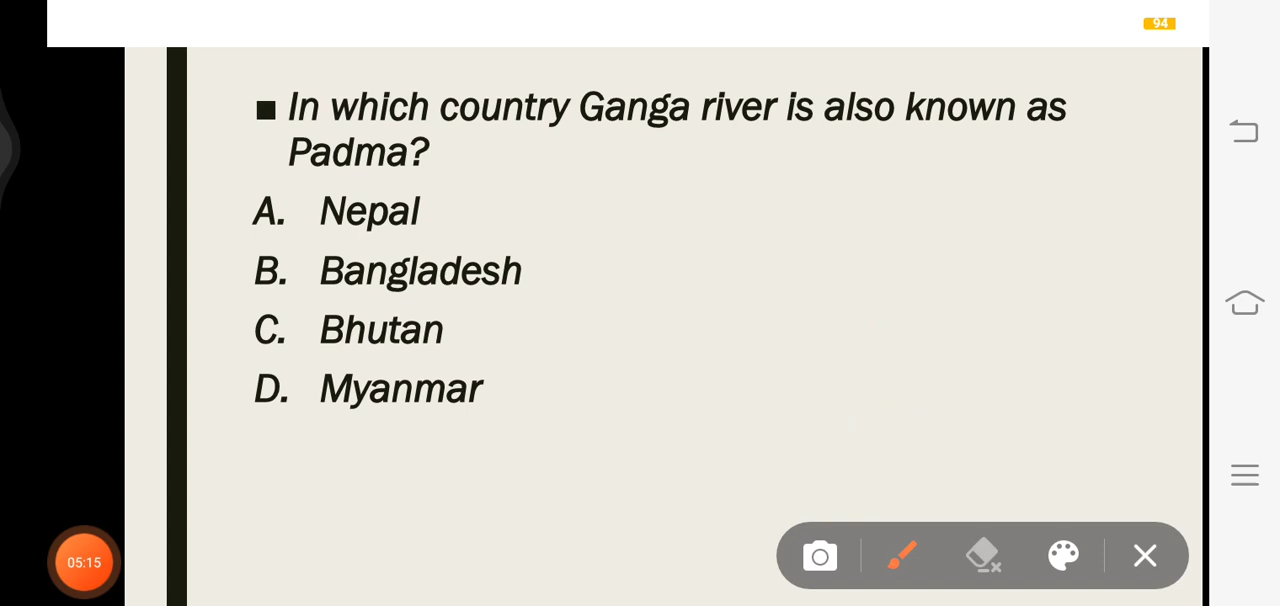 94
■ In which country Ganga river is also known as
Padma?
A. Nepal
B. Bangladesh
C. Bhutan
D. Myanmar
05:15